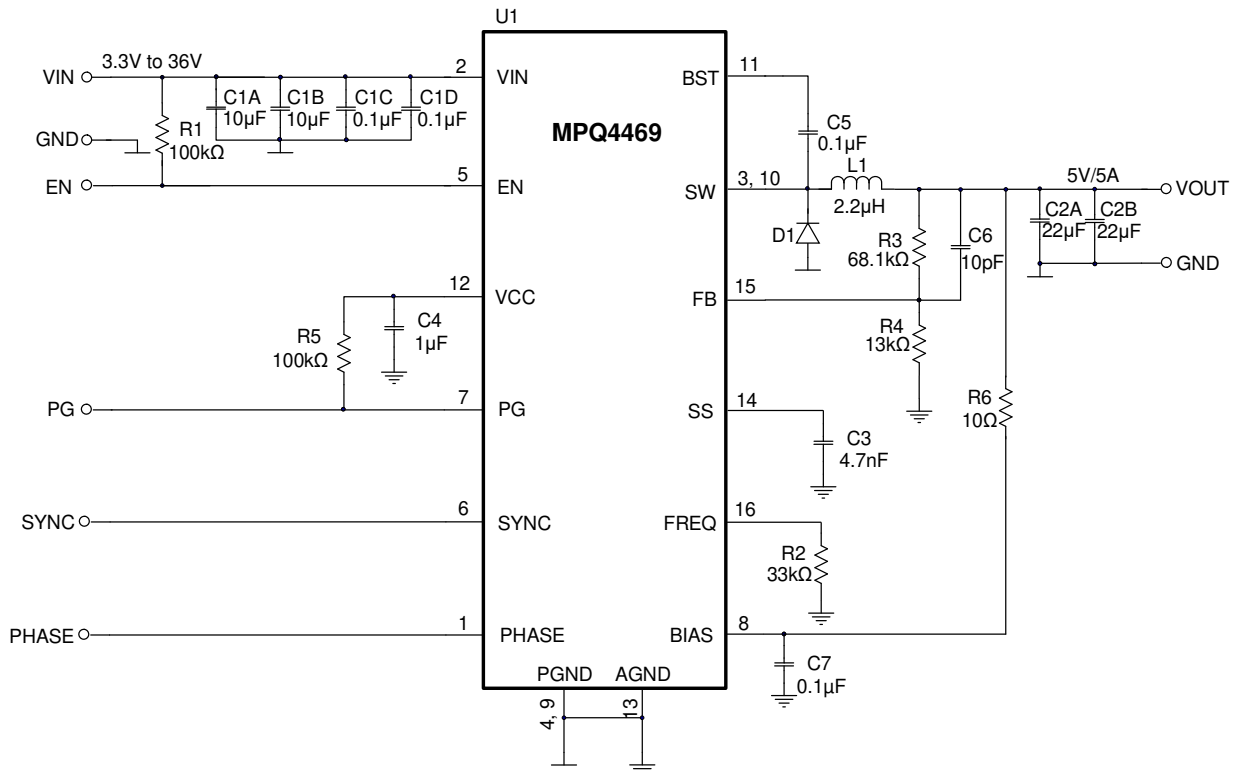 U1
MPQ4469
VIN
3.3V to 36V
2
VIN
C1A
10µF
C1B
10µF
C1C
0.1µF
C1D
0.1µF
GND
R1
100kΩ
EN
5
EN
12
VCC
R5
100kΩ
C4
1µF
PG
7
PG
SYNC
6
SYNC
PHASE
1
PHASE
PGND
AGND
4, 9
13
BST
11
C5
0.1µF
SW
3, 10
L1
2.2µH
5V/5A
VOUT
D1
R3
68.1kΩ
C6
10pF
C2A
22µF
C2B
22µF
GND
FB
15
R4
13kΩ
SS
14
C3
4.7nF
R6
10Ω
FREQ
16
R2
33kΩ
BIAS
8
C7
0.1µF